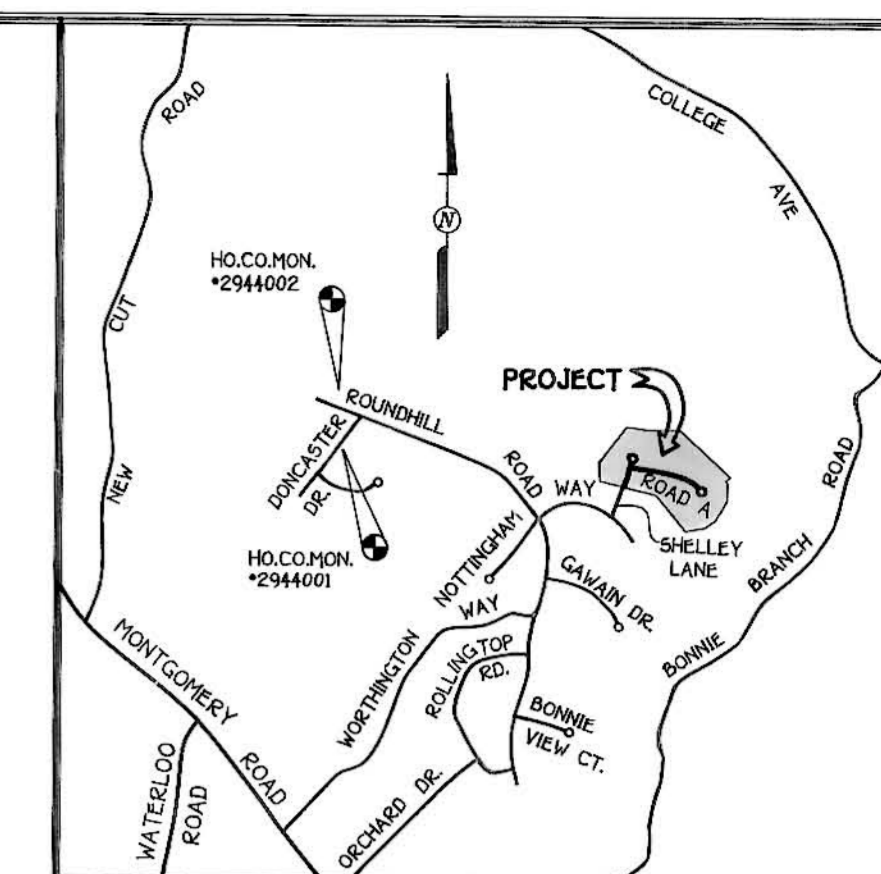 ROAD
CUT
NEW
COLLEGE
AVE
N
HO.CO.MON.
*2944002
PROJECT
ROUNDHILL
ROAD
DONCASTER
DR.
HO.CO.MON.
*2944001
NOTTINGHAM
WAY
ROAD A
SHELLEY
LANE
GAWAIN DR.
BONNIE
BRANCH
ROAD
WORTHINGTON
WAY
ROLLINGTOP
RD.
BONNIE
VIEW CT.
MONTGOMERY
ROAD
WATERLOO
ROAD
ORCHARD DR.